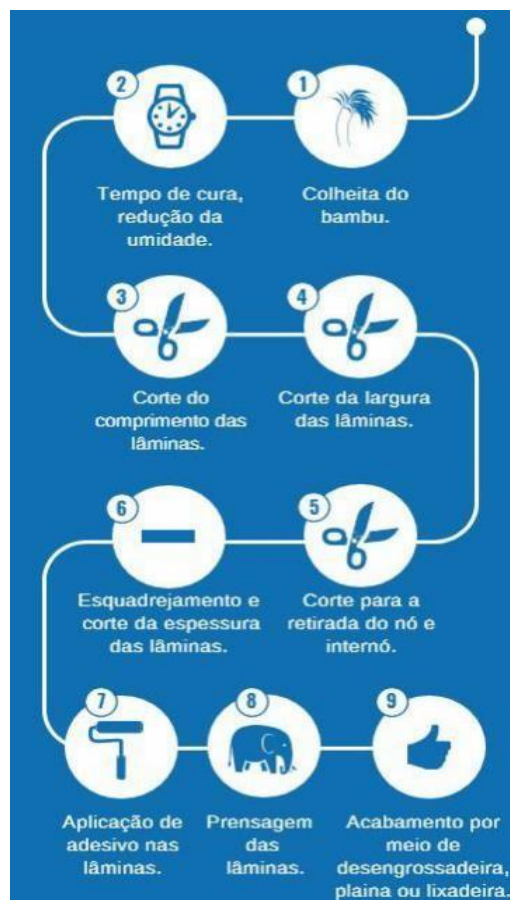 1
Colheita do
bambu.
2
Tempo de cura,
redução da
umidade.
3
Corte do
comprimento das
lâminas.
4
Corte da largura
das lâminas.
5
Corte para a
retirada do nó e
internó.
6
Esquadrejamento e
corte da espessura
das lâminas.
7
Aplicação de
adesivo nas
lâminas.
8
Prensagem
das
lâminas.
9
Acabamento por
meio de
desengrossadeira,
plaina ou lixadeira.